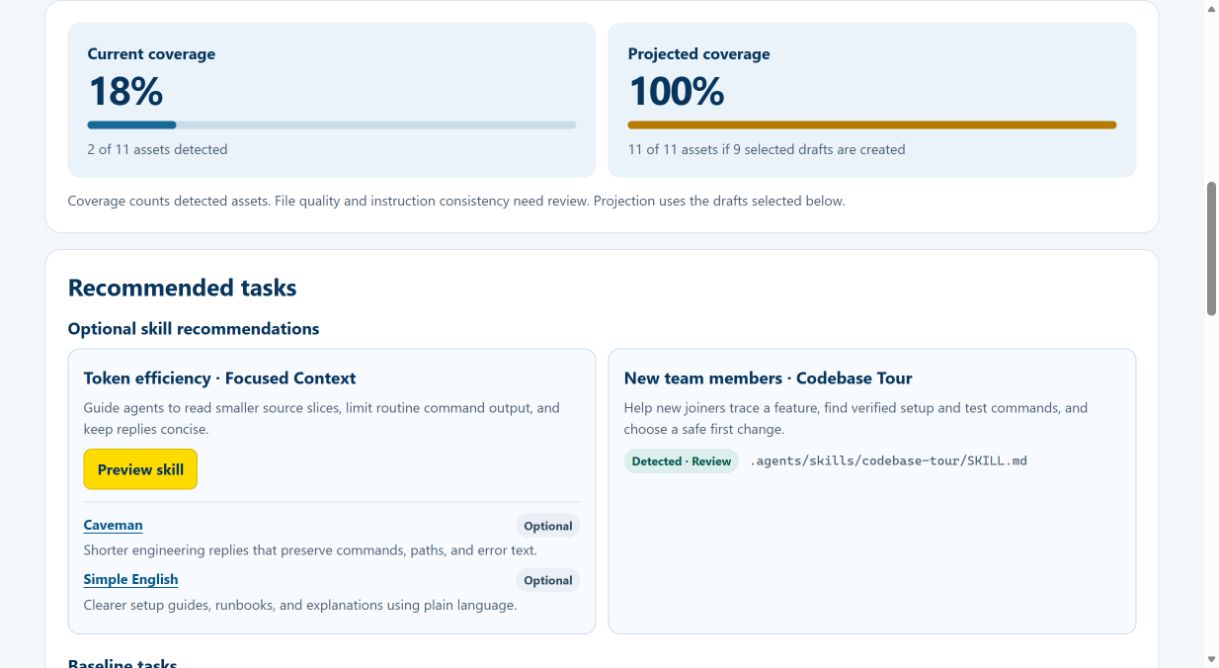 Current coverage
18%
2 of 11 assets detected
Projected coverage
100%
11 of 11 assets if 9 selected drafts are created
Coverage counts detected assets. File quality and instruction consistency need review. Projection uses the drafts selected below.
Recommended tasks
Optional skill recommendations
Token efficiency · Focused Context
Guide agents to read smaller source slices, limit routine command output, and
keep replies concise.
Preview skill
Caveman
Optional
Shorter engineering replies that preserve commands, paths, and error text.
Simple English
Optional
Clearer setup guides, runbooks, and explanations using plain language.
New team members · Codebase Tour
Help new joiners trace a feature, find verified setup and test commands, and
choose a safe first change.
Detected · Review .agents/skills/codebase-tour/SKILL.md
Baseline tasks